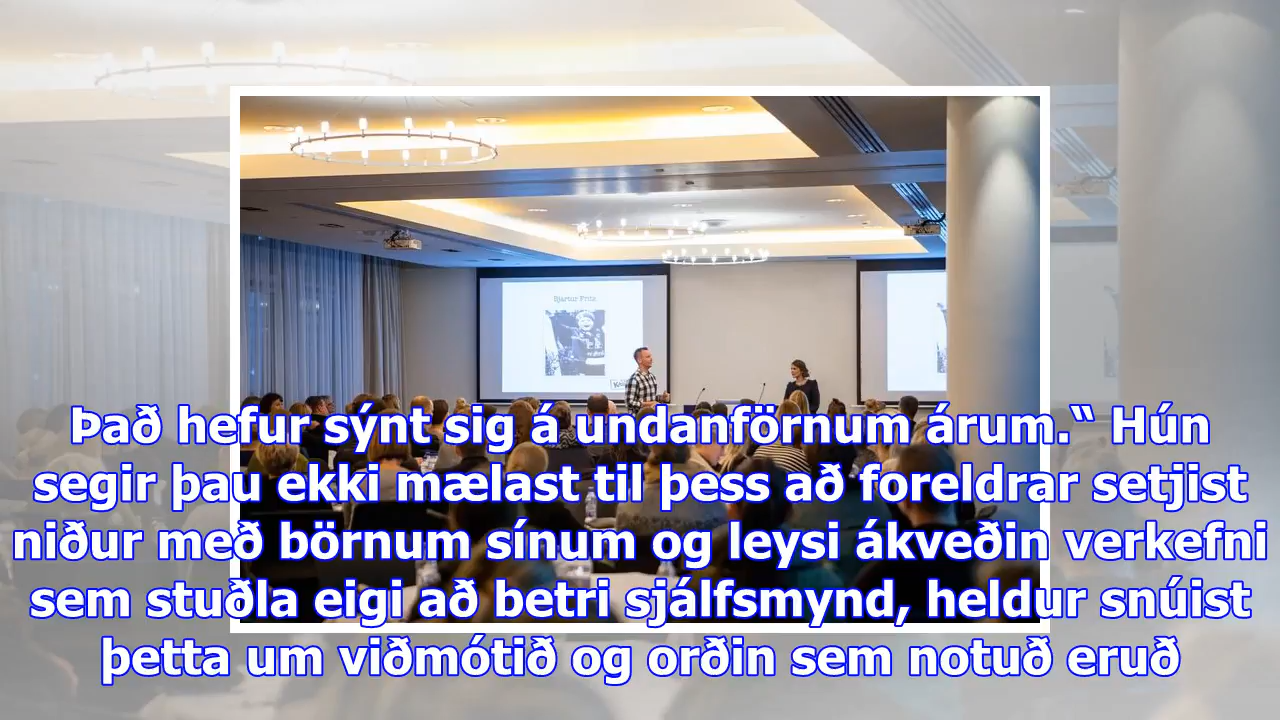 Bjartur Fritz
Það hefur sýnt sig á undanförnum árum.“ Hún
segir þau ekki mælast til þess að foreldrar setjist
niður með börnum sínum og leysi ákveðin verkefni
sem stuðla eigi að betri sjálfsmynd, heldur snúist
þetta um viðmótið og orðin sem notuð eruð